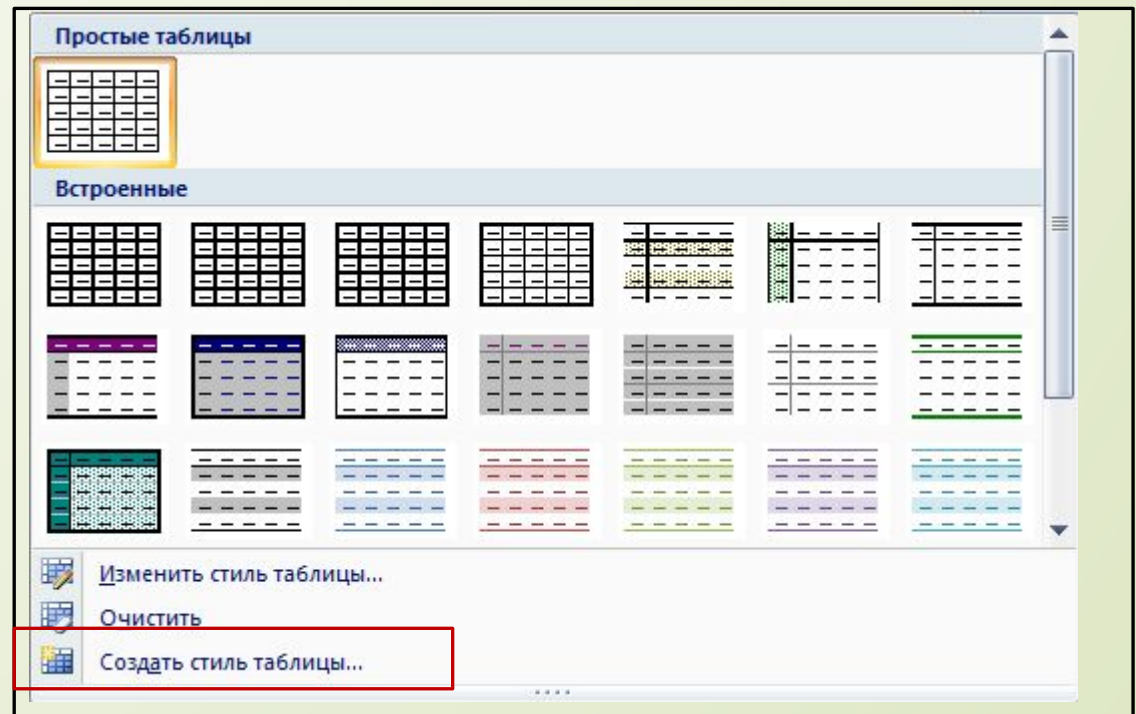 Простые таблицы
Встроенные
Изменить стиль таблицы...
Очистить
Создать стиль таблицы...